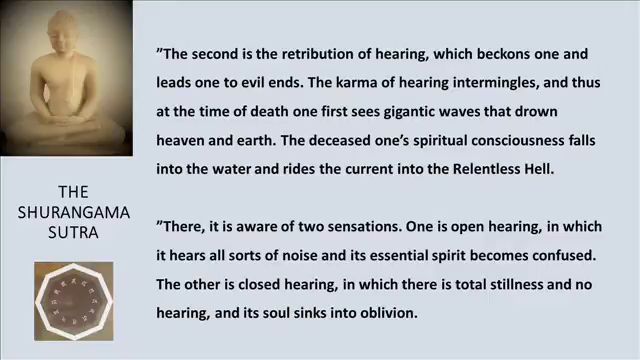 THE
SHURANGAMA
SUTRA
”The second is the retribution of hearing, which beckons one and
leads one to evil ends. The karma of hearing intermingles, and thus
at the time of death one first sees gigantic waves that drown
heaven and earth. The deceased one’s spiritual consciousness falls
into the water and rides the current into the Relentless Hell.
”There, it is aware of two sensations. One is open hearing, in which
it hears all sorts of noise and its essential spirit becomes confused.
The other is closed hearing, in which there is total stillness and no
hearing, and its soul sinks into oblivion.